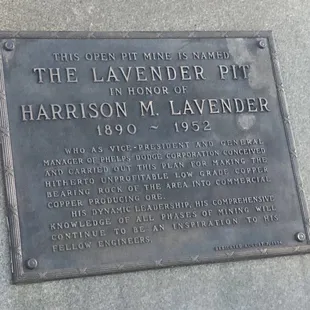 THIS OPEN PIT MINE IS NAMED
THE LAVENDER PIT
IN HONOR OF
HARRISON M. LAVENDER
1890 ~ 1952
WHO AS VICE-PRESIDENT AND GENERAL
MANAGER OF PHELPS DODGE CORPORATION CONCEIVED
AND CARRIED OUT THIS PLAN FOR MAKING THE
HITHERTO UNPROFITABLE LOW GRADE COPPER
BEARING ROCK OF THE AREA INTO COMMERCIAL
COPPER PRODUCING ORE.
HIS DYNAMIC LEADERSHIP, HIS COMPREHENSIVE
KNOWLEDGE OF ALL PHASES OF MINING WILL
CONTINUE TO BE AN INSPIRATION TO HIS
FELLOW ENGINEERS.
DEDICATED